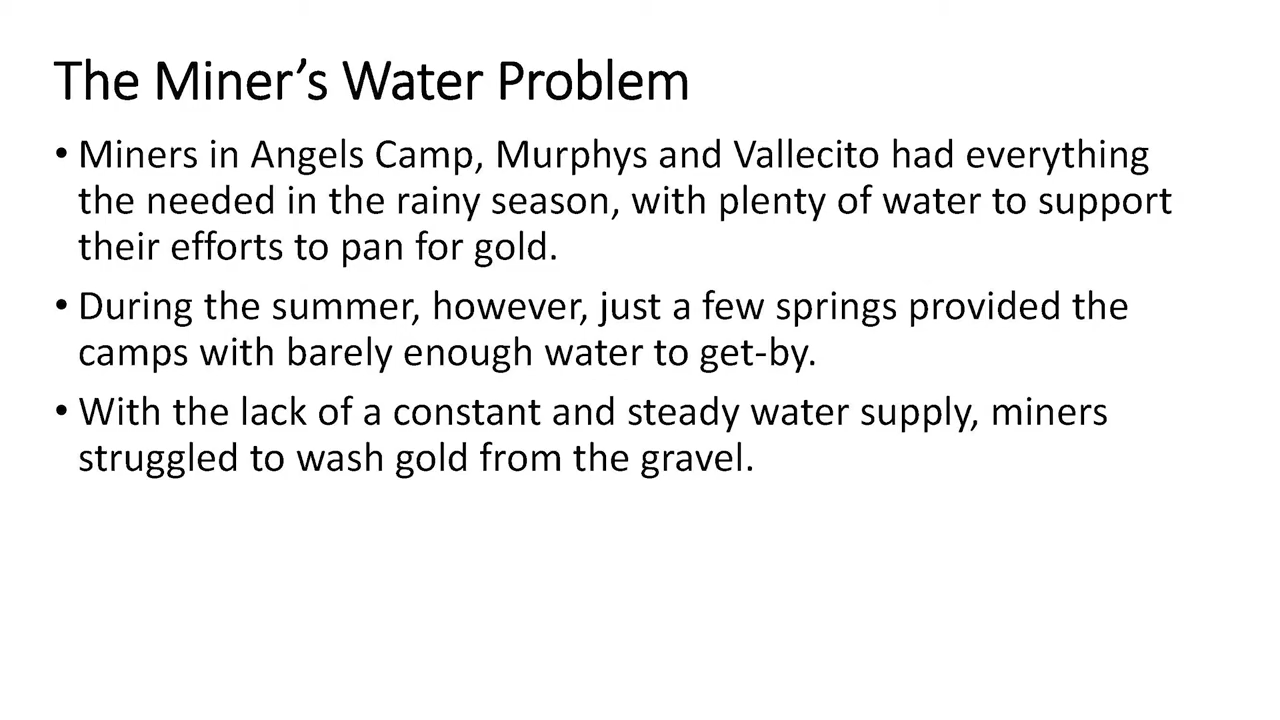 The Miner’s Water Problem
• Miners in Angels Camp, Murphys and Vallecito had everything
the needed in the rainy season, with plenty of water to support
their efforts to pan for gold.
• During the summer, however, just a few springs provided the
camps with barely enough water to get-by.
• With the lack of a constant and steady water supply, miners
struggled to wash gold from the gravel.